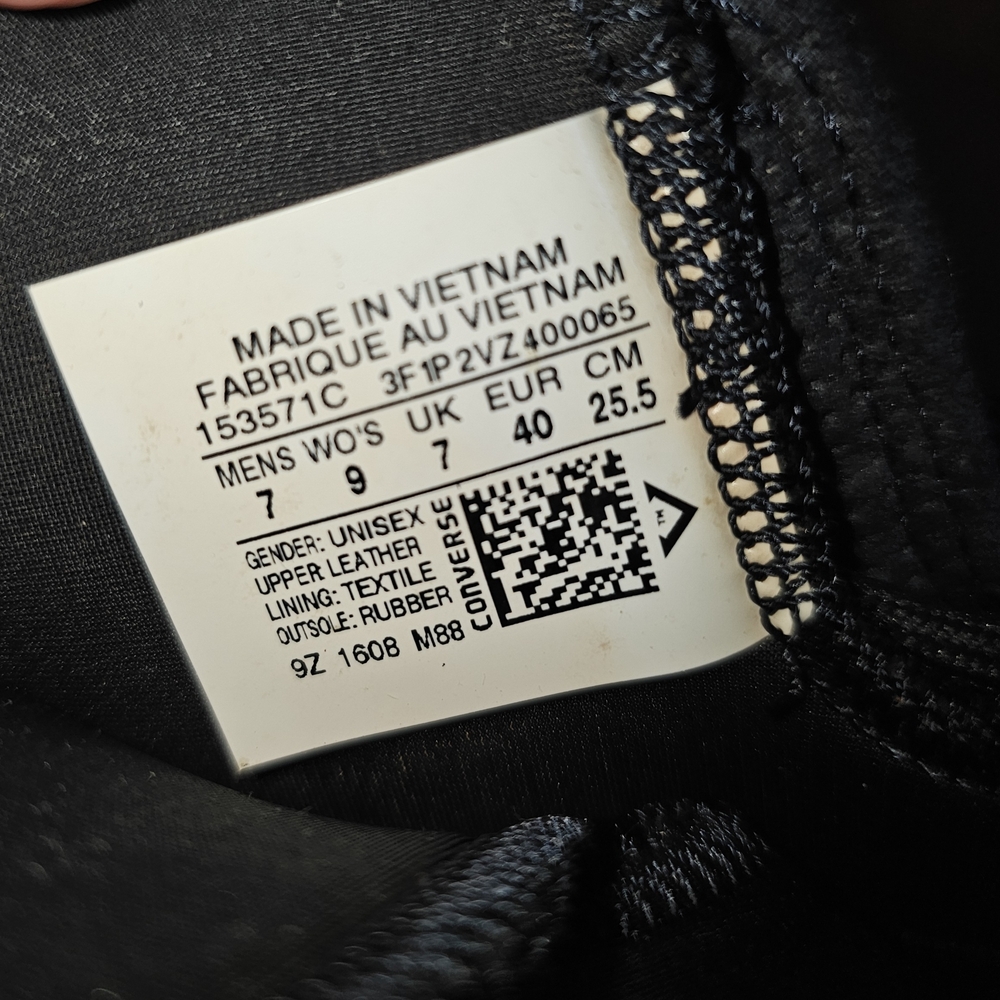 MADE IN VIETNAM
FABRIQUE AU VIETNAM
153571C 3F1P2VZ400065
MENS WO'S UK EUR CM
7 9 7 40 25.5
GENDER: UNISEX
UPPER LEATHER
LINING: TEXTILE
OUTSOLE: RUBBER
9Z 1608 M88
CONVERSE
TM